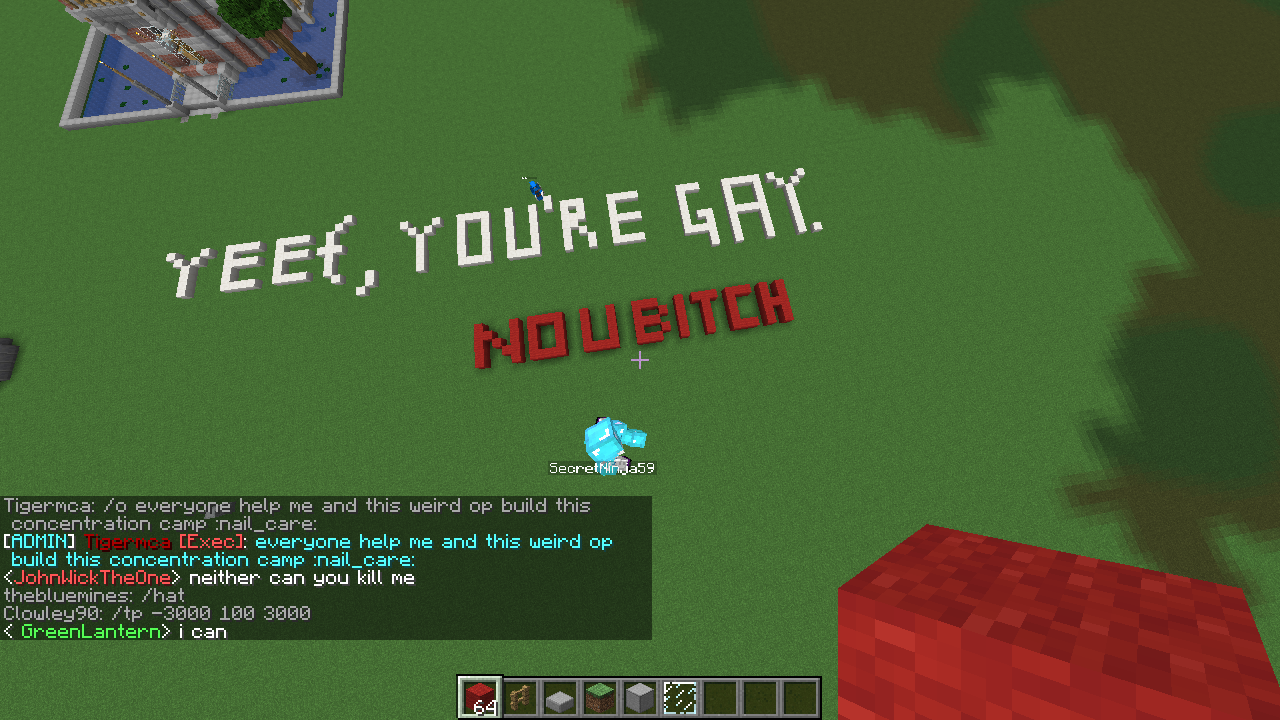 YEEt, YOU'RE GAY.
NO U BITCH
SecretNinja59
Tigermca: /o everyone help me and this weird op build this
concentration camp :nail_care:
[ADMIN] Tigermca [Exec]: everyone help me and this weird op
build this concentration camp :nail_care:
<JohnWickTheOne> neither can you kill me
thebluemines: /hat
Clowley90: /tp -3000 100 3000
< GreenLantern> i can
64